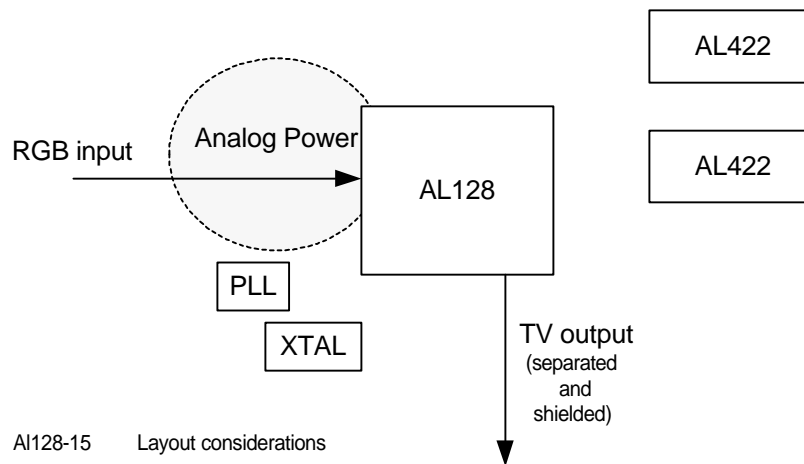 AL422
Analog Power
RGB input
AL422
AL128
PLL
XTAL
TV output
(separated
and
shielded)
Al128-15 Layout considerations